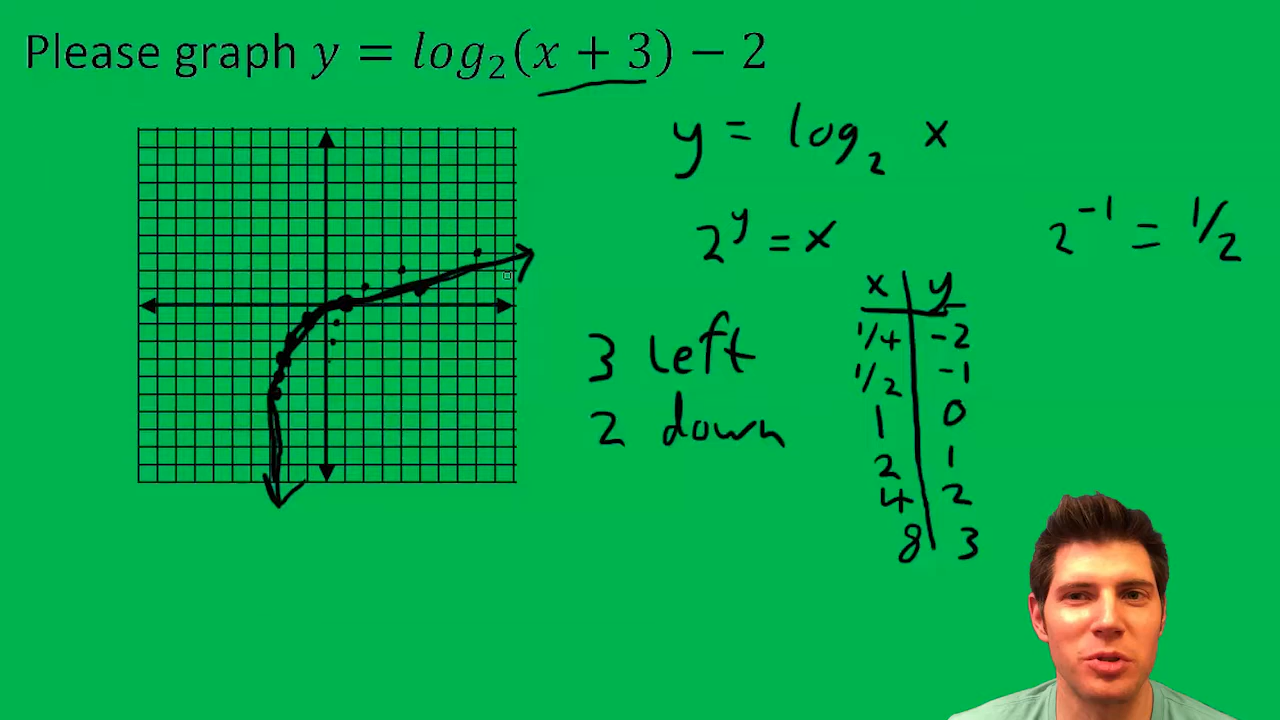 Please graph y = log₂(x + 3) − 2
y = log₂ x
2^y = x
2^-1 = 1/2
3 left
2 down
x y
1/4 -2
1/2 -1
1 0
2 1
4 2
8 3